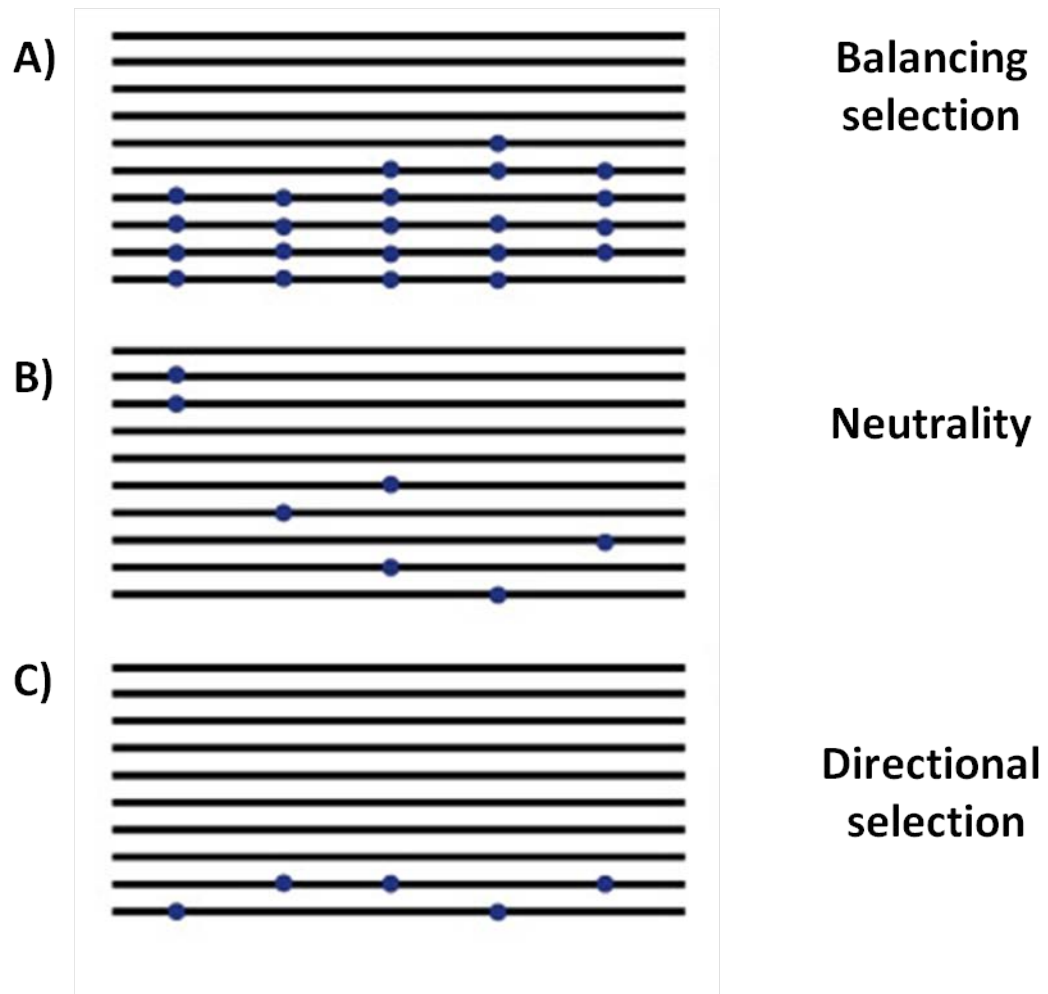 A)
Balancing
selection
B)
Neutrality
C)
Directional
selection